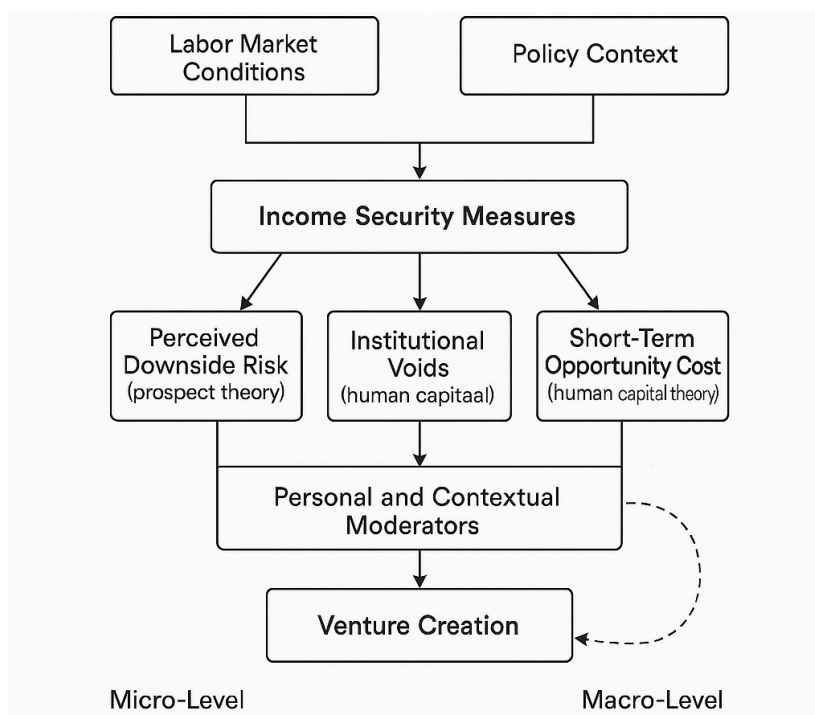 Labor Market
Conditions
Policy Context
Income Security Measures
Perceived
Downside Risk
(prospect theory)
Institutional
Voids
(human capitaal)
Short-Term
Opportunity Cost
(human capital theory)
Personal and Contextual
Moderators
Venture Creation
Micro-Level
Macro-Level